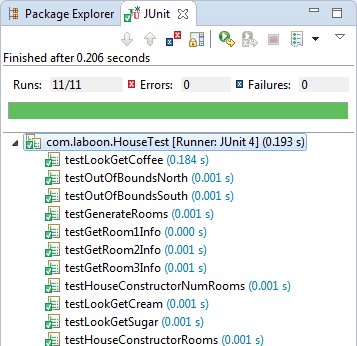 Package Explorer JUnit
Finished after 0.206 seconds
Runs: 11/11 Errors: 0 Failures: 0
com.laboon.HouseTest [Runner: JUnit 4] (0.193 s)
testLookGetCoffee (0.184 s)
testOutOfBoundsNorth (0.001 s)
testOutOfBoundsSouth (0.001 s)
testGenerateRooms (0.001 s)
testGetRoom1Info (0.000 s)
testGetRoom2Info (0.001 s)
testGetRoom3Info (0.001 s)
testHouseConstructorNumRooms (0.001 s)
testLookGetCream (0.001 s)
testLookGetSugar (0.001 s)
testHouseConstructorRooms (0.001 s)